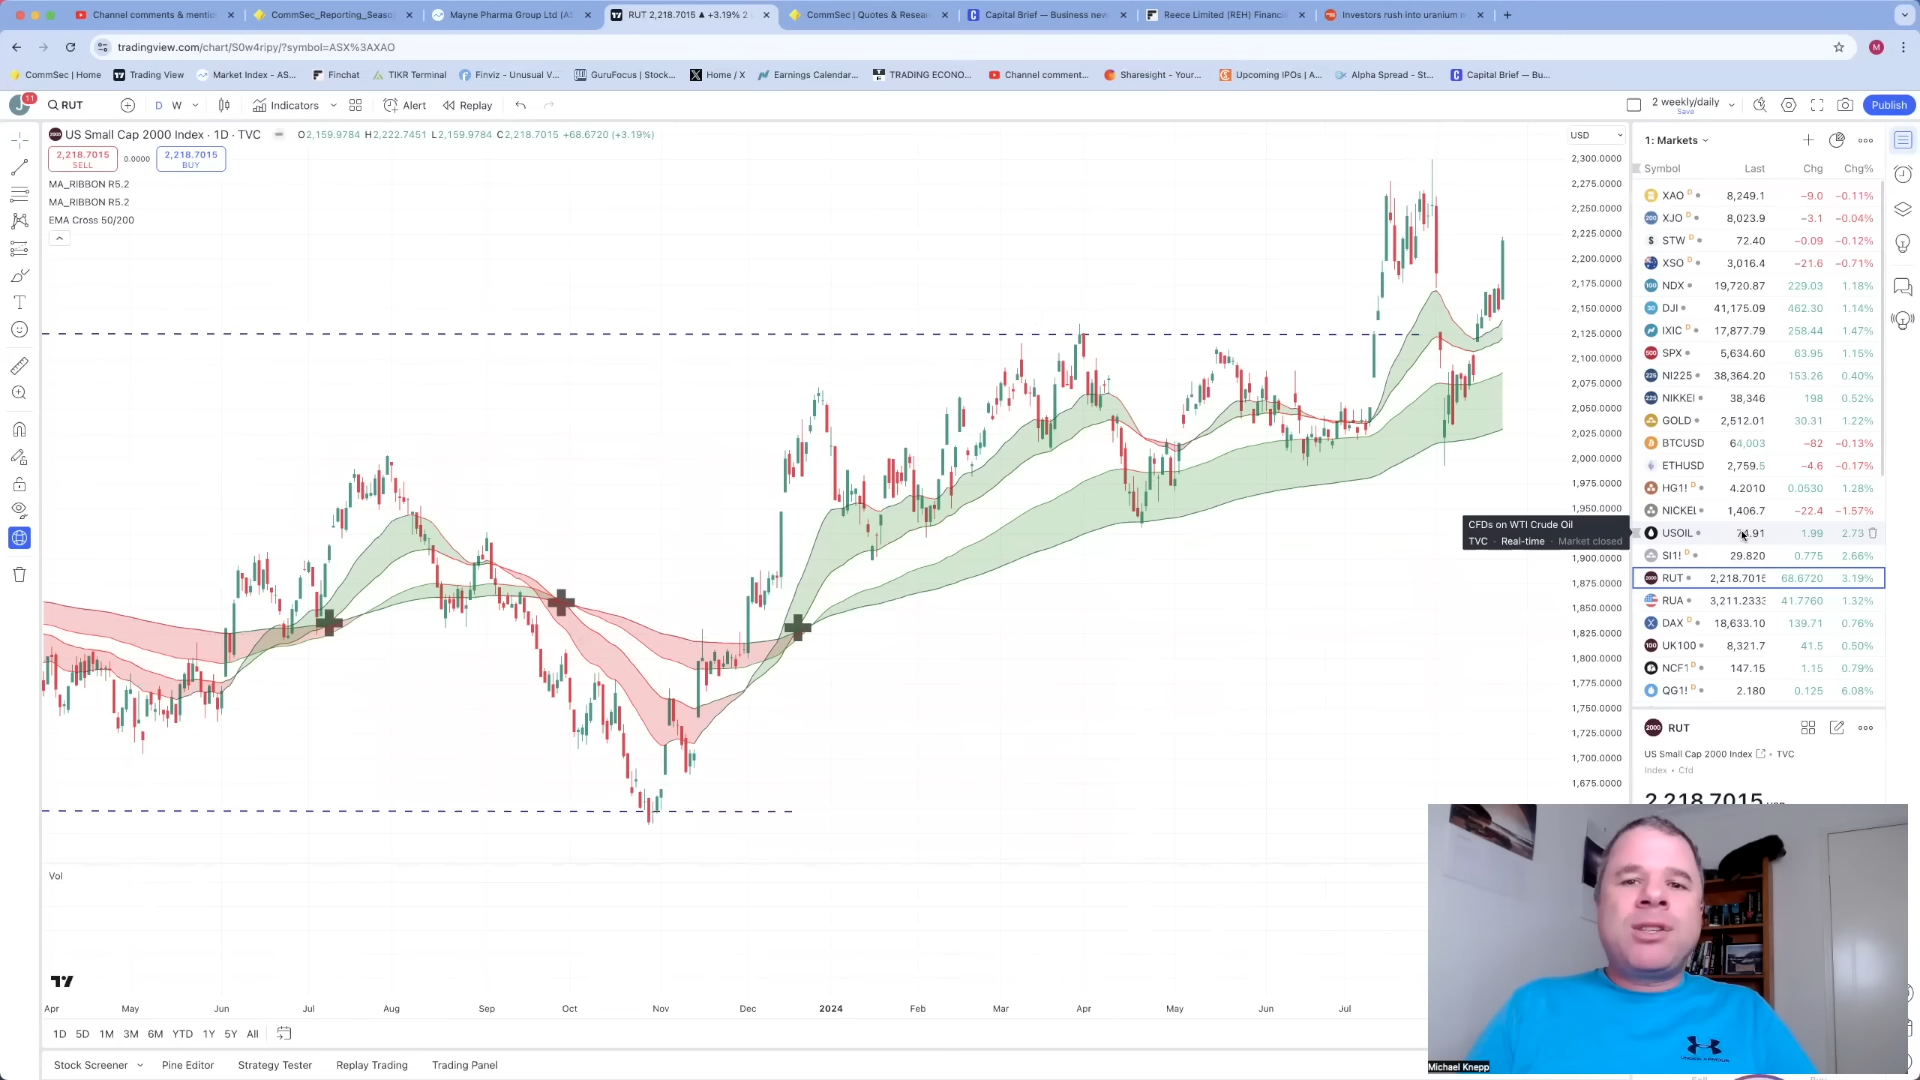 Channel comments & mentio
CommSec_Reporting_Seaso
Mayne Pharma Group Ltd (A
RUT 2,218.7015 ▲ +3.19% 2
CommSec | Quotes & Resear
Capital Brief — Business new
Reece Limited (REH) Financi
Investors rush into uranium m
tradingview.com/chart/S0w4ripy/?symbol=ASX%3AXAO
M
CommSec | Home
Trading View
Market Index - AS...
Finchat
TIKR Terminal
Finviz - Unusual V...
GuruFocus | Stock...
Home / X
Earnings Calendar...
TRADING ECONO...
Channel comment...
Sharesight - Your...
Upcoming IPOs | A...
Alpha Spread - St...
Capital Brief — Bu...
J
11
RUT
D
W
Indicators
Alert
Replay
2 weekly/daily
Save
Publish
US Small Cap 2000 Index · 1D · TVC
O2,159.9784 H2,222.7451 L2,159.9784 C2,218.7015 +68.6720 (+3.19%)
2,218.7015
SELL
0.0000
2,218.7015
BUY
MA_RIBBON R5.2
MA_RIBBON R5.2
EMA Cross 50/200
USD
2,300.0000
2,275.0000
2,250.0000
2,225.0000
2,200.0000
2,175.0000
2,150.0000
2,125.0000
2,100.0000
2,075.0000
2,050.0000
2,025.0000
2,000.0000
1,975.0000
1,950.0000
1,900.0000
1,875.0000
1,850.0000
1,825.0000
1,800.0000
1,775.0000
1,750.0000
1,725.0000
1,700.0000
1,675.0000
CFDs on WTI Crude Oil
TVC · Real-time · Market closed
1: Markets
Symbol Last Chg Chg%
XAO D 8,249.1 −9.0 −0.11%
XJO D 8,023.9 −3.1 −0.04%
STW D 72.40 −0.09 −0.12%
XSO D 3,016.4 −21.6 −0.71%
NDX 19,720.87 229.03 1.18%
DJI 41,175.09 462.30 1.14%
IXIC D 17,877.79 258.44 1.47%
SPX 5,634.60 63.95 1.15%
NI225 38,364.20 153.26 0.40%
NIKKEI 38,346 198 0.52%
GOLD 2,512.01 30.31 1.22%
BTCUSD 64,003 −82 −0.13%
ETHUSD 2,759.5 −4.6 −0.17%
HG1! D 4.2010 0.0530 1.28%
NICKEL 1,406.7 −22.4 −1.57%
USOIL .91 1.99 2.73
SI1! D 29.820 0.775 2.66%
RUT 2,218.7015 68.6720 3.19%
RUA 3,211.2333 41.7760 1.32%
DAX 18,633.10 139.71 0.76%
UK100 8,321.7 41.5 0.50%
NCF1 D 147.15 1.15 0.79%
QG1! D 2.180 0.125 6.08%
RUT
US Small Cap 2000 Index • TVC
Index • Cfd
2,218.7015
Vol
Apr May Jun Jul Aug Sep Oct Nov Dec 2024 Feb Mar Apr May Jun Jul
1D 5D 1M 3M 6M YTD 1Y 5Y All
Stock Screener
Pine Editor
Strategy Tester
Replay Trading
Trading Panel
UNDER ARMOUR
Michael Knepp